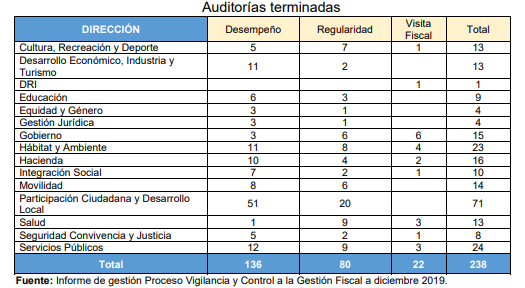 Auditorías terminadas
DIRECCIÓN Desempeño Regularidad Visita Fiscal Total
Cultura, Recreación y Deporte 5 7 1 13
Desarrollo Económico, Industria y
Turismo 11 2 13
DRI 1 1
Educación 6 3 9
Equidad y Género 3 1 4
Gestión Jurídica 3 1 4
Gobierno 3 6 6 15
Hábitat y Ambiente 11 8 4 23
Hacienda 10 4 2 16
Integración Social 7 2 1 10
Movilidad 8 6 14
Participación Ciudadana y Desarrollo
Local 51 20 71
Salud 1 9 3 13
Seguridad Convivencia y Justicia 5 2 1 8
Servicios Públicos 12 9 3 24
Total 136 80 22 238
Fuente: Informe de gestión Proceso Vigilancia y Control a la Gestión Fiscal a diciembre 2019.